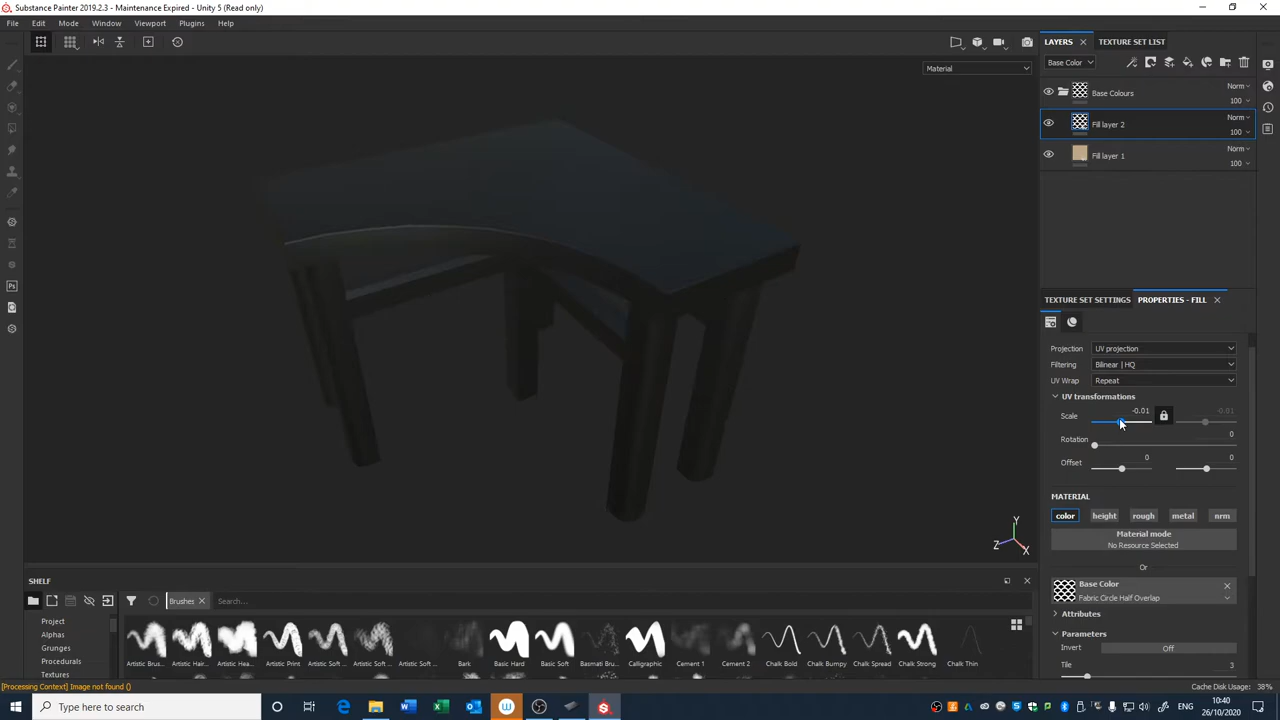 Substance Painter 2019.2.3 - Maintenance Expired - Unity 5 (Read only)
File Edit Mode Window Viewport Plugins Help
LAYERS TEXTURE SET LIST
Material
Base Color
Norm
Base Colours
100
Norm
Fill layer 2
100
Norm
Fill layer 1
100
TEXTURE SET SETTINGS PROPERTIES - FILL
Projection UV projection
Filtering Bilinear | HQ
UV Wrap Repeat
UV transformations
-0.01 -0.01
Scale
0
Rotation
0 0
Offset
MATERIAL
color height rough metal nrm
Material mode
No Resource Selected
Or
Base Color
Fabric Circle Half Overlap
Attributes
Parameters
Invert Off
Tile 3
Y
Z X
SHELF
Brushes Search...
Project
Alphas
Grunges
Procedurals
Textures
Artistic Brus... Artistic Hair... Artistic Hea... Artistic Print Artistic Soft ... Artistic Soft ... Artistic Soft ... Bark Basic Hard Basic Soft Basmati Bru... Calligraphic Cement 1 Cement 2 Chalk Bold Chalk Bumpy Chalk Spread Chalk Strong Chalk Thin
[Processing Context] Image not found ()
Cache Disk Usage: 38%
Type here to search
10:40
26/10/2020